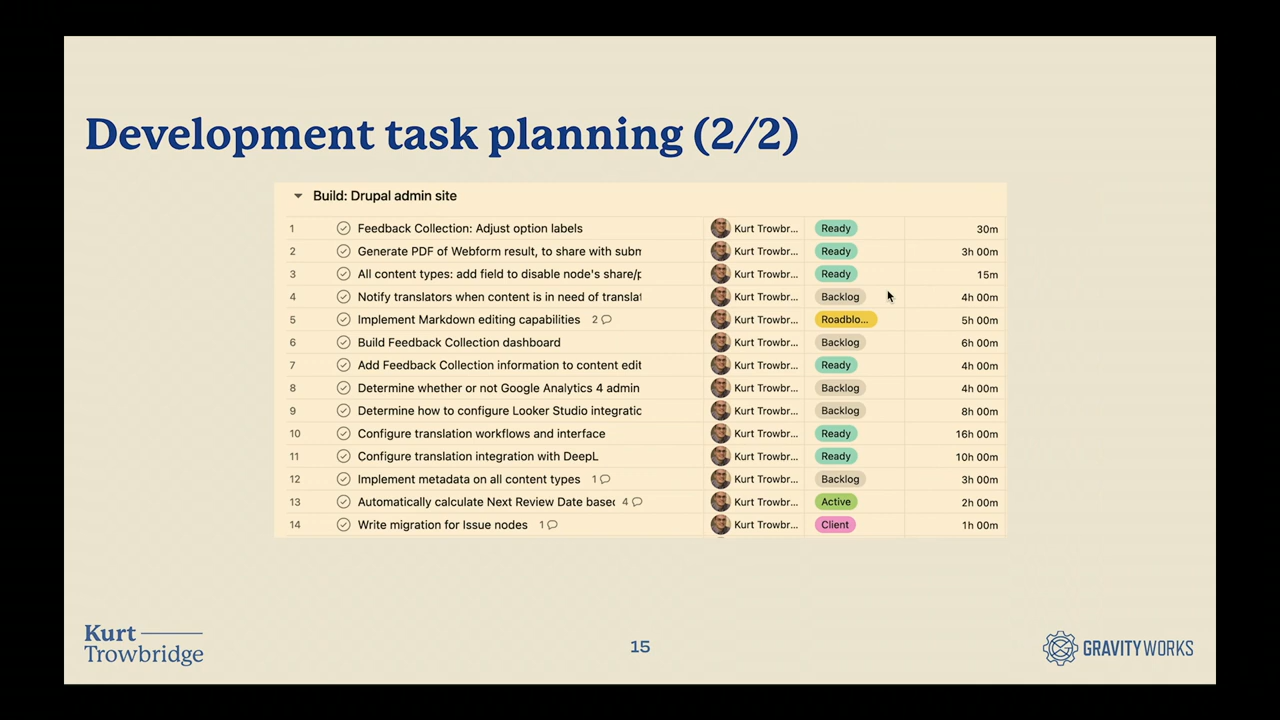 Development task planning (2/2)
Build: Drupal admin site
1 Feedback Collection: Adjust option labels Kurt Trowbr... Ready 30m
2 Generate PDF of Webform result, to share with subm Kurt Trowbr... Ready 3h 00m
3 All content types: add field to disable node's share/p Kurt Trowbr... Ready 15m
4 Notify translators when content is in need of translat Kurt Trowbr... Backlog 4h 00m
5 Implement Markdown editing capabilities 2 Kurt Trowbr... Roadblo... 5h 00m
6 Build Feedback Collection dashboard Kurt Trowbr... Backlog 6h 00m
7 Add Feedback Collection information to content edit Kurt Trowbr... Ready 4h 00m
8 Determine whether or not Google Analytics 4 admin Kurt Trowbr... Backlog 4h 00m
9 Determine how to configure Looker Studio integratio Kurt Trowbr... Backlog 8h 00m
10 Configure translation workflows and interface Kurt Trowbr... Ready 16h 00m
11 Configure translation integration with DeepL Kurt Trowbr... Ready 10h 00m
12 Implement metadata on all content types 1 Kurt Trowbr... Backlog 3h 00m
13 Automatically calculate Next Review Date based 4 Kurt Trowbr... Active 2h 00m
14 Write migration for Issue nodes 1 Kurt Trowbr... Client 1h 00m
Kurt
Trowbridge
15
GRAVITYWORKS